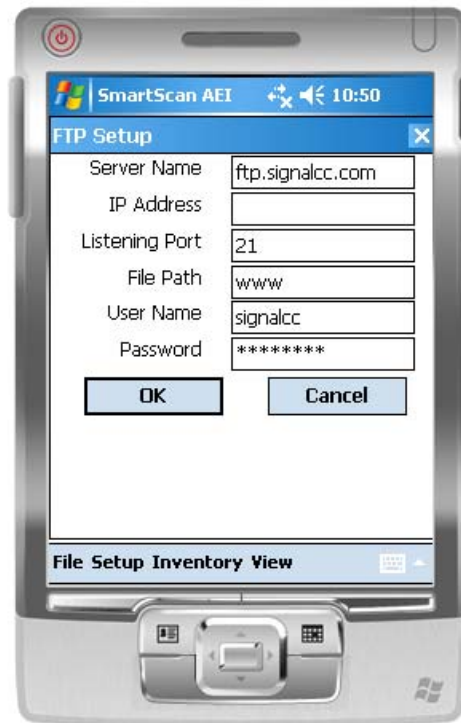 SmartScan AEI 10:50
FTP Setup
Server Name ftp.signalcc.com
IP Address
Listening Port 21
File Path www
User Name signalcc
Password ********
OK Cancel
File Setup Inventory View